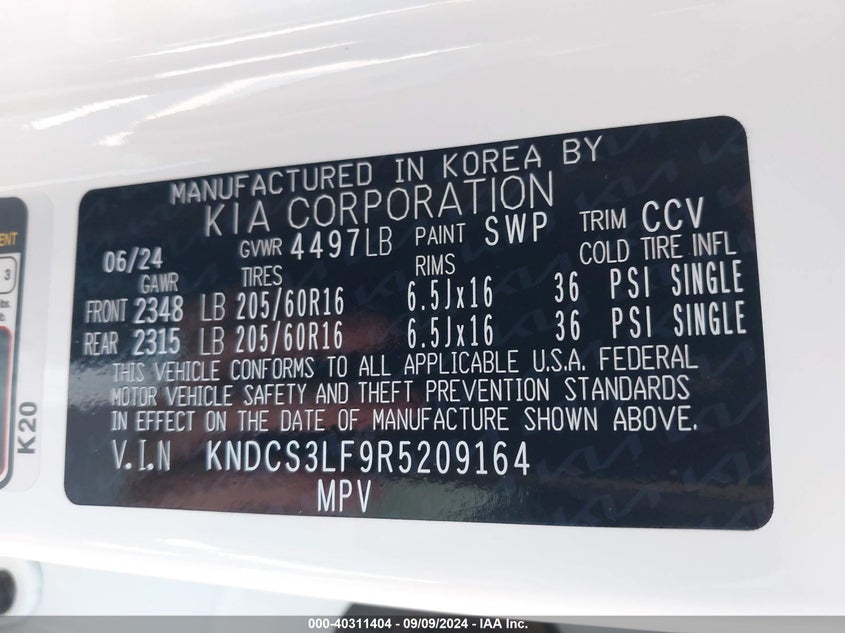 MANUFACTURED IN KOREA BY
KIA CORPORATION
06/24 GVWR 4497LB PAINT SWP TRIM CCV
GAWR TIRES RIMS COLD TIRE INFL
FRONT 2348 LB 205/60R16 6.5Jx16 36 PSI SINGLE
REAR 2315 LB 205/60R16 6.5Jx16 36 PSI SINGLE
THIS VEHICLE CONFORMS TO ALL APPLICABLE U.S.A. FEDERAL
MOTOR VEHICLE SAFETY AND THEFT PREVENTION STANDARDS
IN EFFECT ON THE DATE OF MANUFACTURE SHOWN ABOVE.
V.I.N KNDCS3LF9R5209164
MPV
3
K20
000-40311404 - 09/09/2024 - IAA Inc.